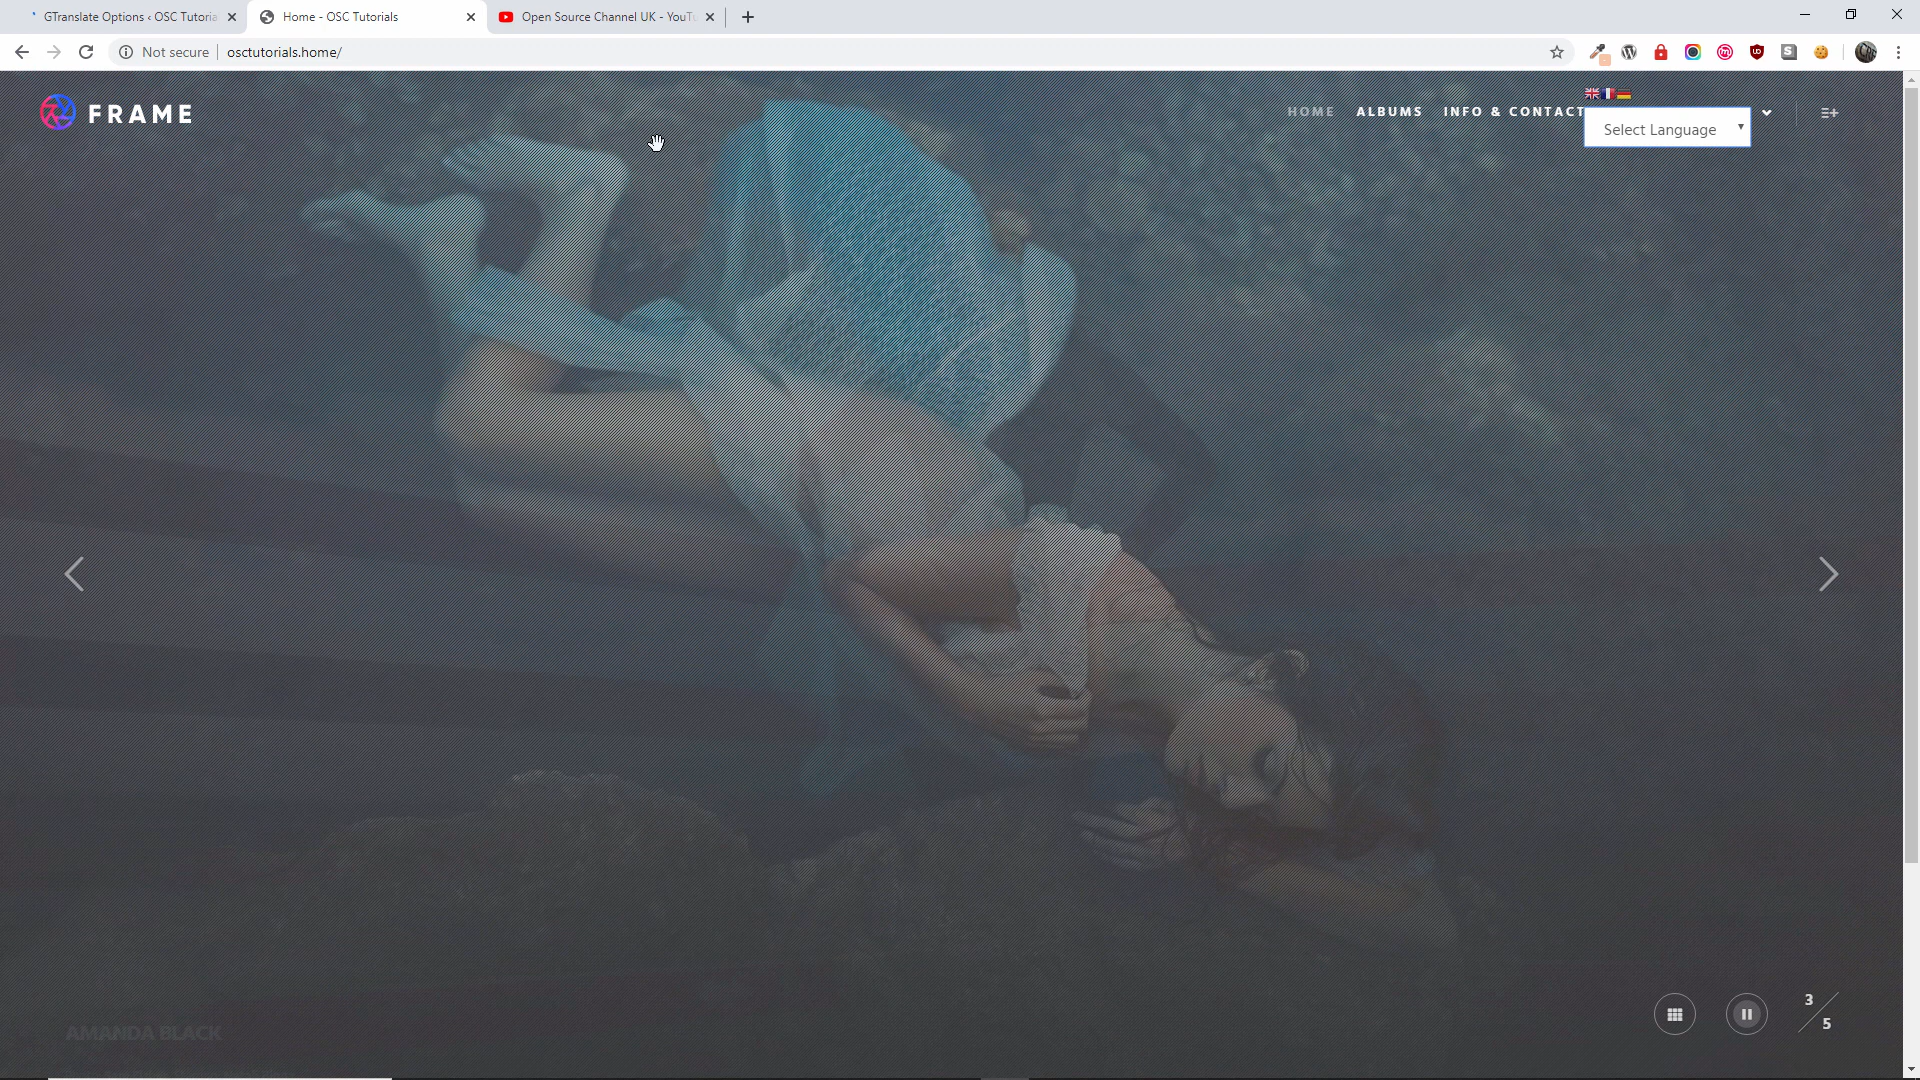 GTranslate Options ‹ OSC Tutoria
Home - OSC Tutorials
Open Source Channel UK - YouTu
Not secure
osctutorials.home/
FRAME
HOME
ALBUMS
INFO & CONTACT
Select Language
3
5
AMANDA BLACK